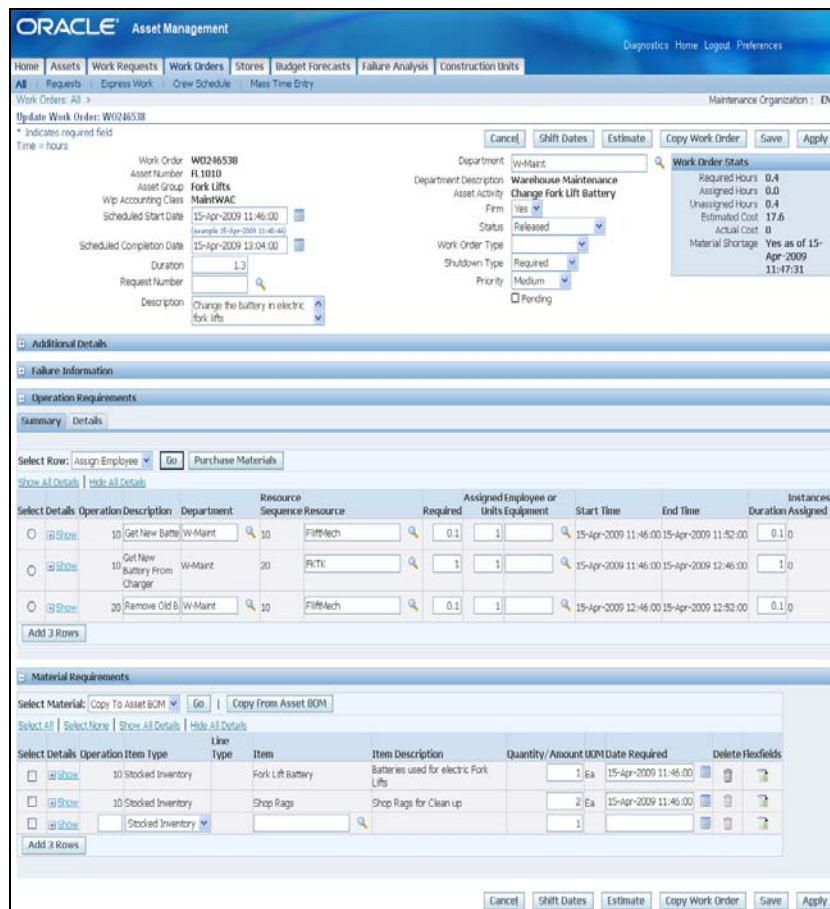 ORACLE Asset Management
Diagnostics Home Logout Preferences
Home Assets Work Requests Work Orders Stores Budget Forecasts Failure Analysis Construction Units
All Requests Express Work Crew Schedule Mass Time Entry
Work Orders: All >
Maintenance Organization : EN
Update Work Order: WO246538
* Indicates required field
Time = hours
Cancel Shift Dates Estimate Copy Work Order Save Apply
Work Order WO246538
Asset Number FL1010
Asset Group Fork Lifts
Wip Accounting Class MaintWAC
Scheduled Start Date 15-Apr-2009 11:46:00
Scheduled Completion Date 15-Apr-2009 13:04:00
Duration 1.3
Request Number
Description Change the battery in electric fork lifts
Department W-Maint
Department Description Warehouse Maintenance
Asset Activity Change Fork Lift Battery
Firm Yes
Status Released
Work Order Type
Shutdown Type Required
Priority Medium
Pending
Work Order Stats
Required Hours 0.4
Assigned Hours 0.0
Unassigned Hours 0.4
Estimated Cost 17.6
Actual Cost 0
Material Shortage Yes as of 15-
Apr-2009
11:47:31
Additional Details
Failure Information
Operation Requirements
Summary Details
Select Row: Assign Employee Go Purchase Materials
Show All Details | Hide All Details
Select Details Operation Description Department Resource Sequence Resource Required Assigned Units Employee or Equipment Start Time End Time Duration Instances Assigned
Show 10 Get New Batte W-Maint 10 FliftMech 0.1 1 15-Apr-2009 11:46:00 15-Apr-2009 11:52:00 0.1 0
Show 10 Get New Battery From Charger W-Maint 20 FKTK 1 1 15-Apr-2009 11:46:00 15-Apr-2009 12:46:00 1 0
Show 20 Remove Old B W-Maint 10 FliftMech 0.1 1 15-Apr-2009 12:46:00 15-Apr-2009 12:52:00 0.1 0
Add 3 Rows
Material Requirements
Select Material: Copy To Asset BOM Go | Copy From Asset BOM
Select All | Select None | Show All Details | Hide All Details
Select Details Operation Item Type Line Type Item Item Description Quantity/Amount UOM Date Required Delete Flexfields
Show 10 Stocked Inventory Fork Lift Battery Batteries used for electric Fork Lifts 1 Ea 15-Apr-2009 11:46:00
Show 10 Stocked Inventory Shop Rags Shop Rags for Clean up 2 Ea 15-Apr-2009 11:46:00
Show Stocked Inventory 1
Add 3 Rows
Cancel Shift Dates Estimate Copy Work Order Save Apply